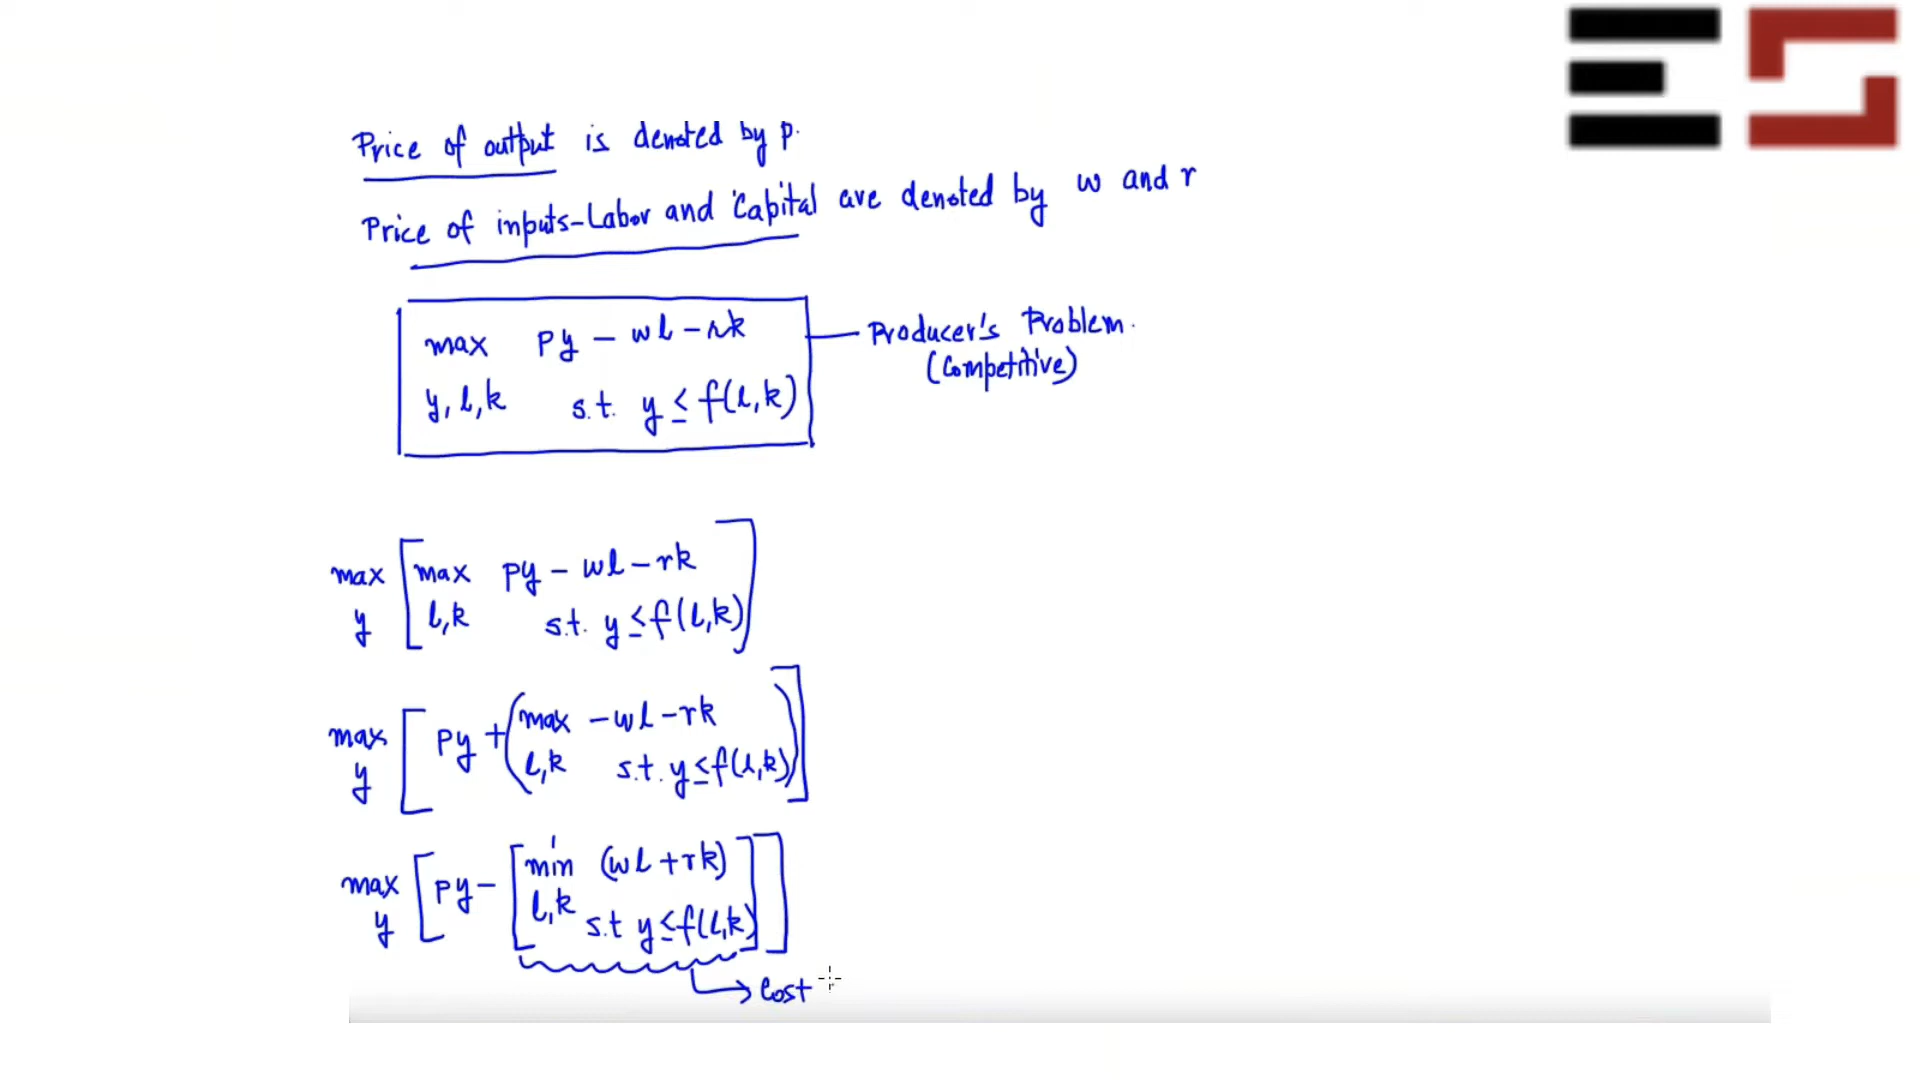 ES
Price of output is denoted by p.
Price of inputs-Labor and Capital are denoted by w and r
max py - wl - rk
y, l, k s.t. y ≤ f(l, k)
Producer's Problem.
(Competitive)
max [max py - wl - rk
y l,k s.t. y ≤ f(l,k)]
max [py + (max -wl - rk
y l,k s.t. y ≤ f(l,k))]
max [py - [min (wl + rk)
y l,k s.t y ≤ f(l,k)]]
→ Cost